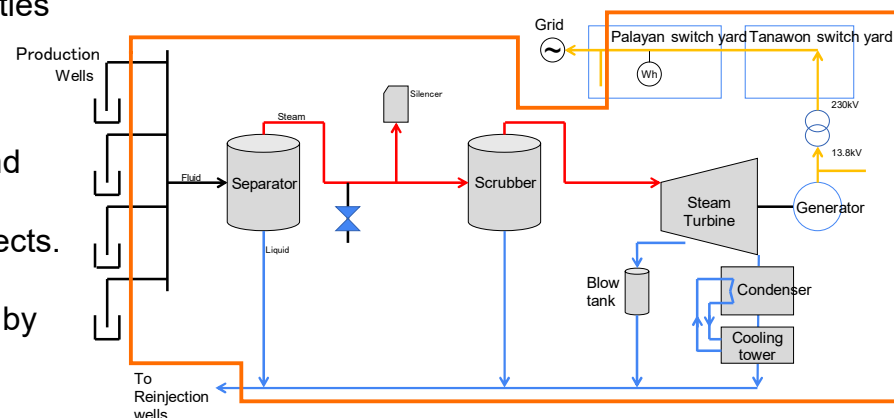 ties
nd
ects.
by
Production
Wells
Fluid
Separator
Steam
Liquid
Silencer
Scrubber
Steam
Turbine
Blow
tank
Condenser
Cooling
tower
Generator
13.8kV
230kV
Grid
~
Palayan switch yard
Wh
Tanawon switch yard
To
Reinjection
wells